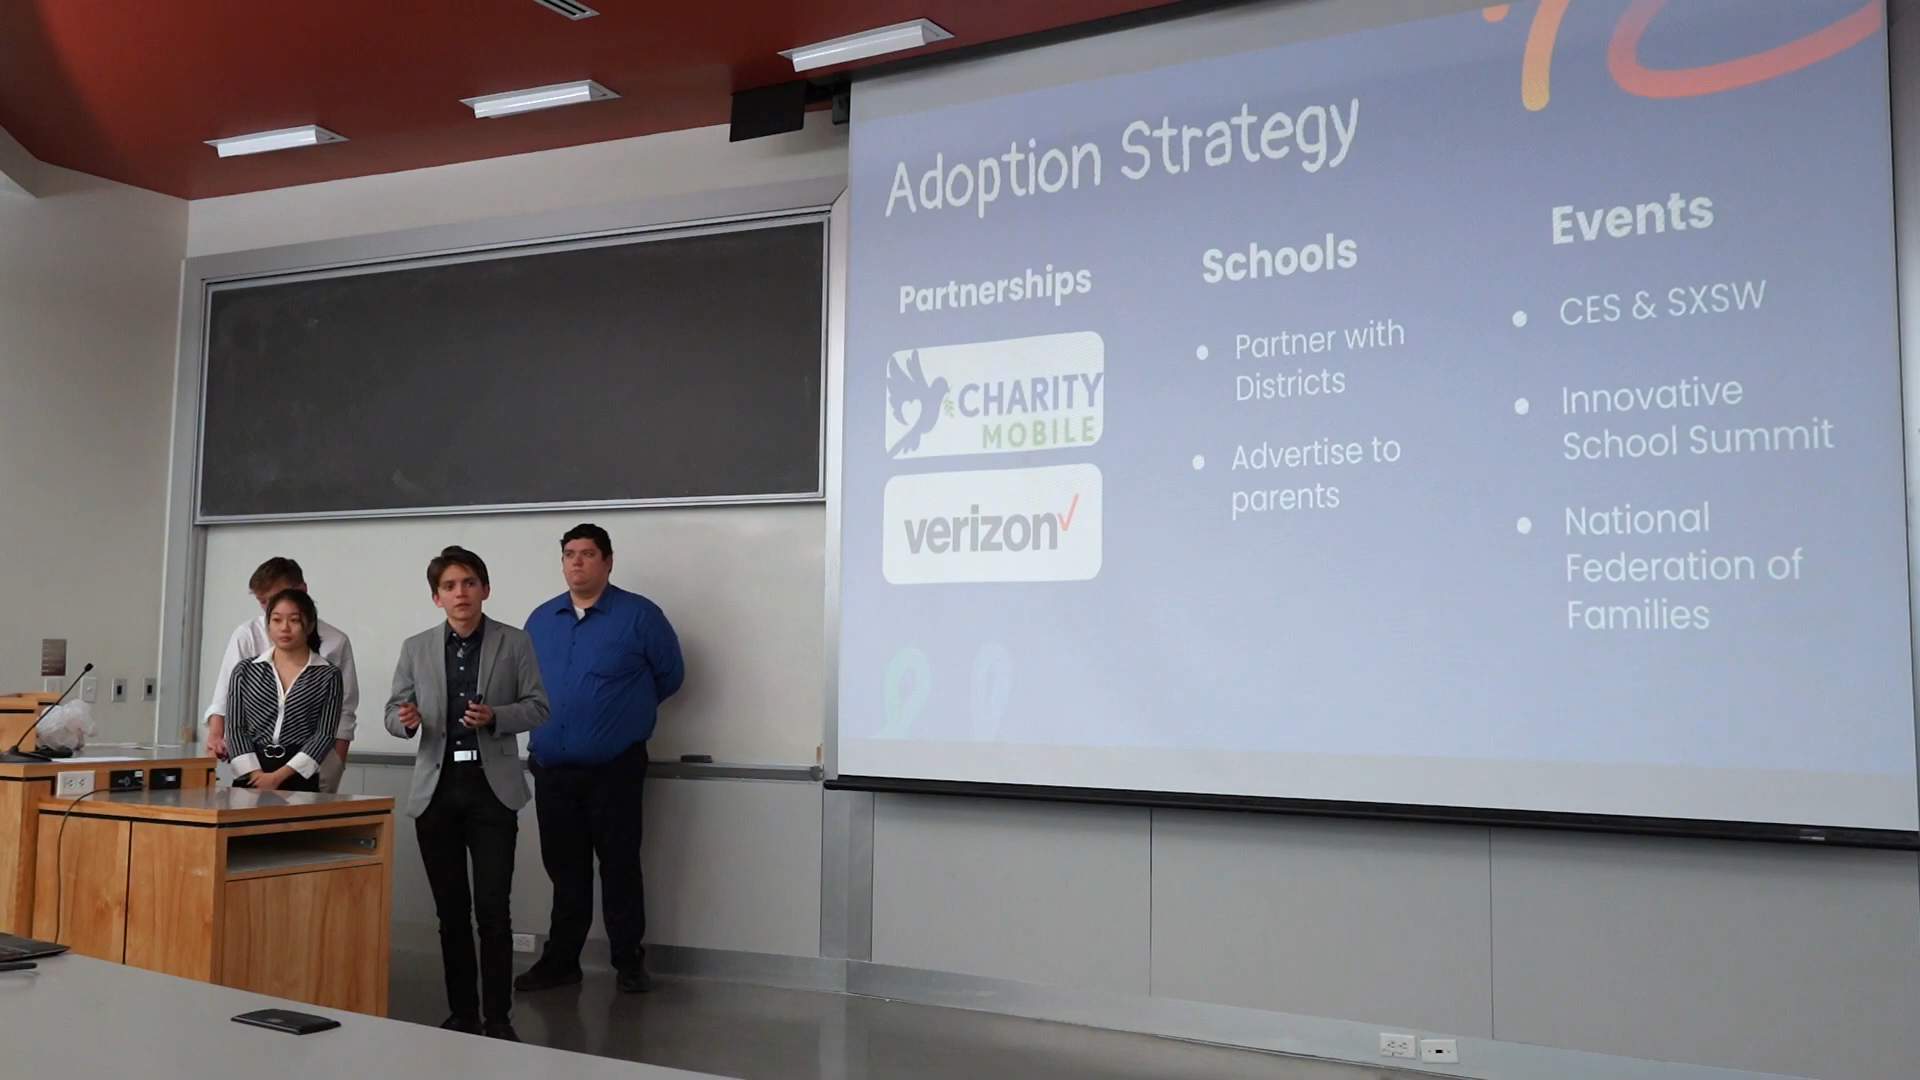 Adoption Strategy
Partnerships
CHARITY
MOBILE
verizon
Schools
Partner with
Districts
Advertise to
parents
Events
CES & SXSW
Innovative
School Summit
National
Federation of
Families